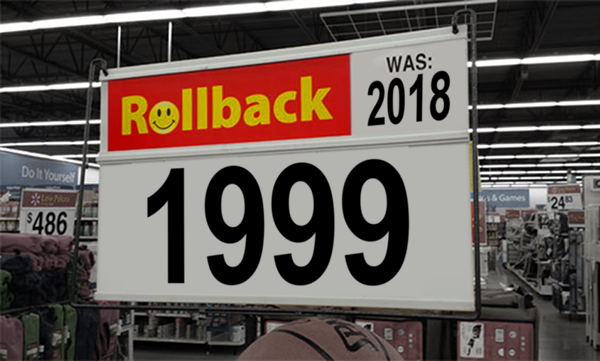 Rollback
WAS:
2018
1999
Do It Yourself
Low Prices
$486
& Games
$24 83